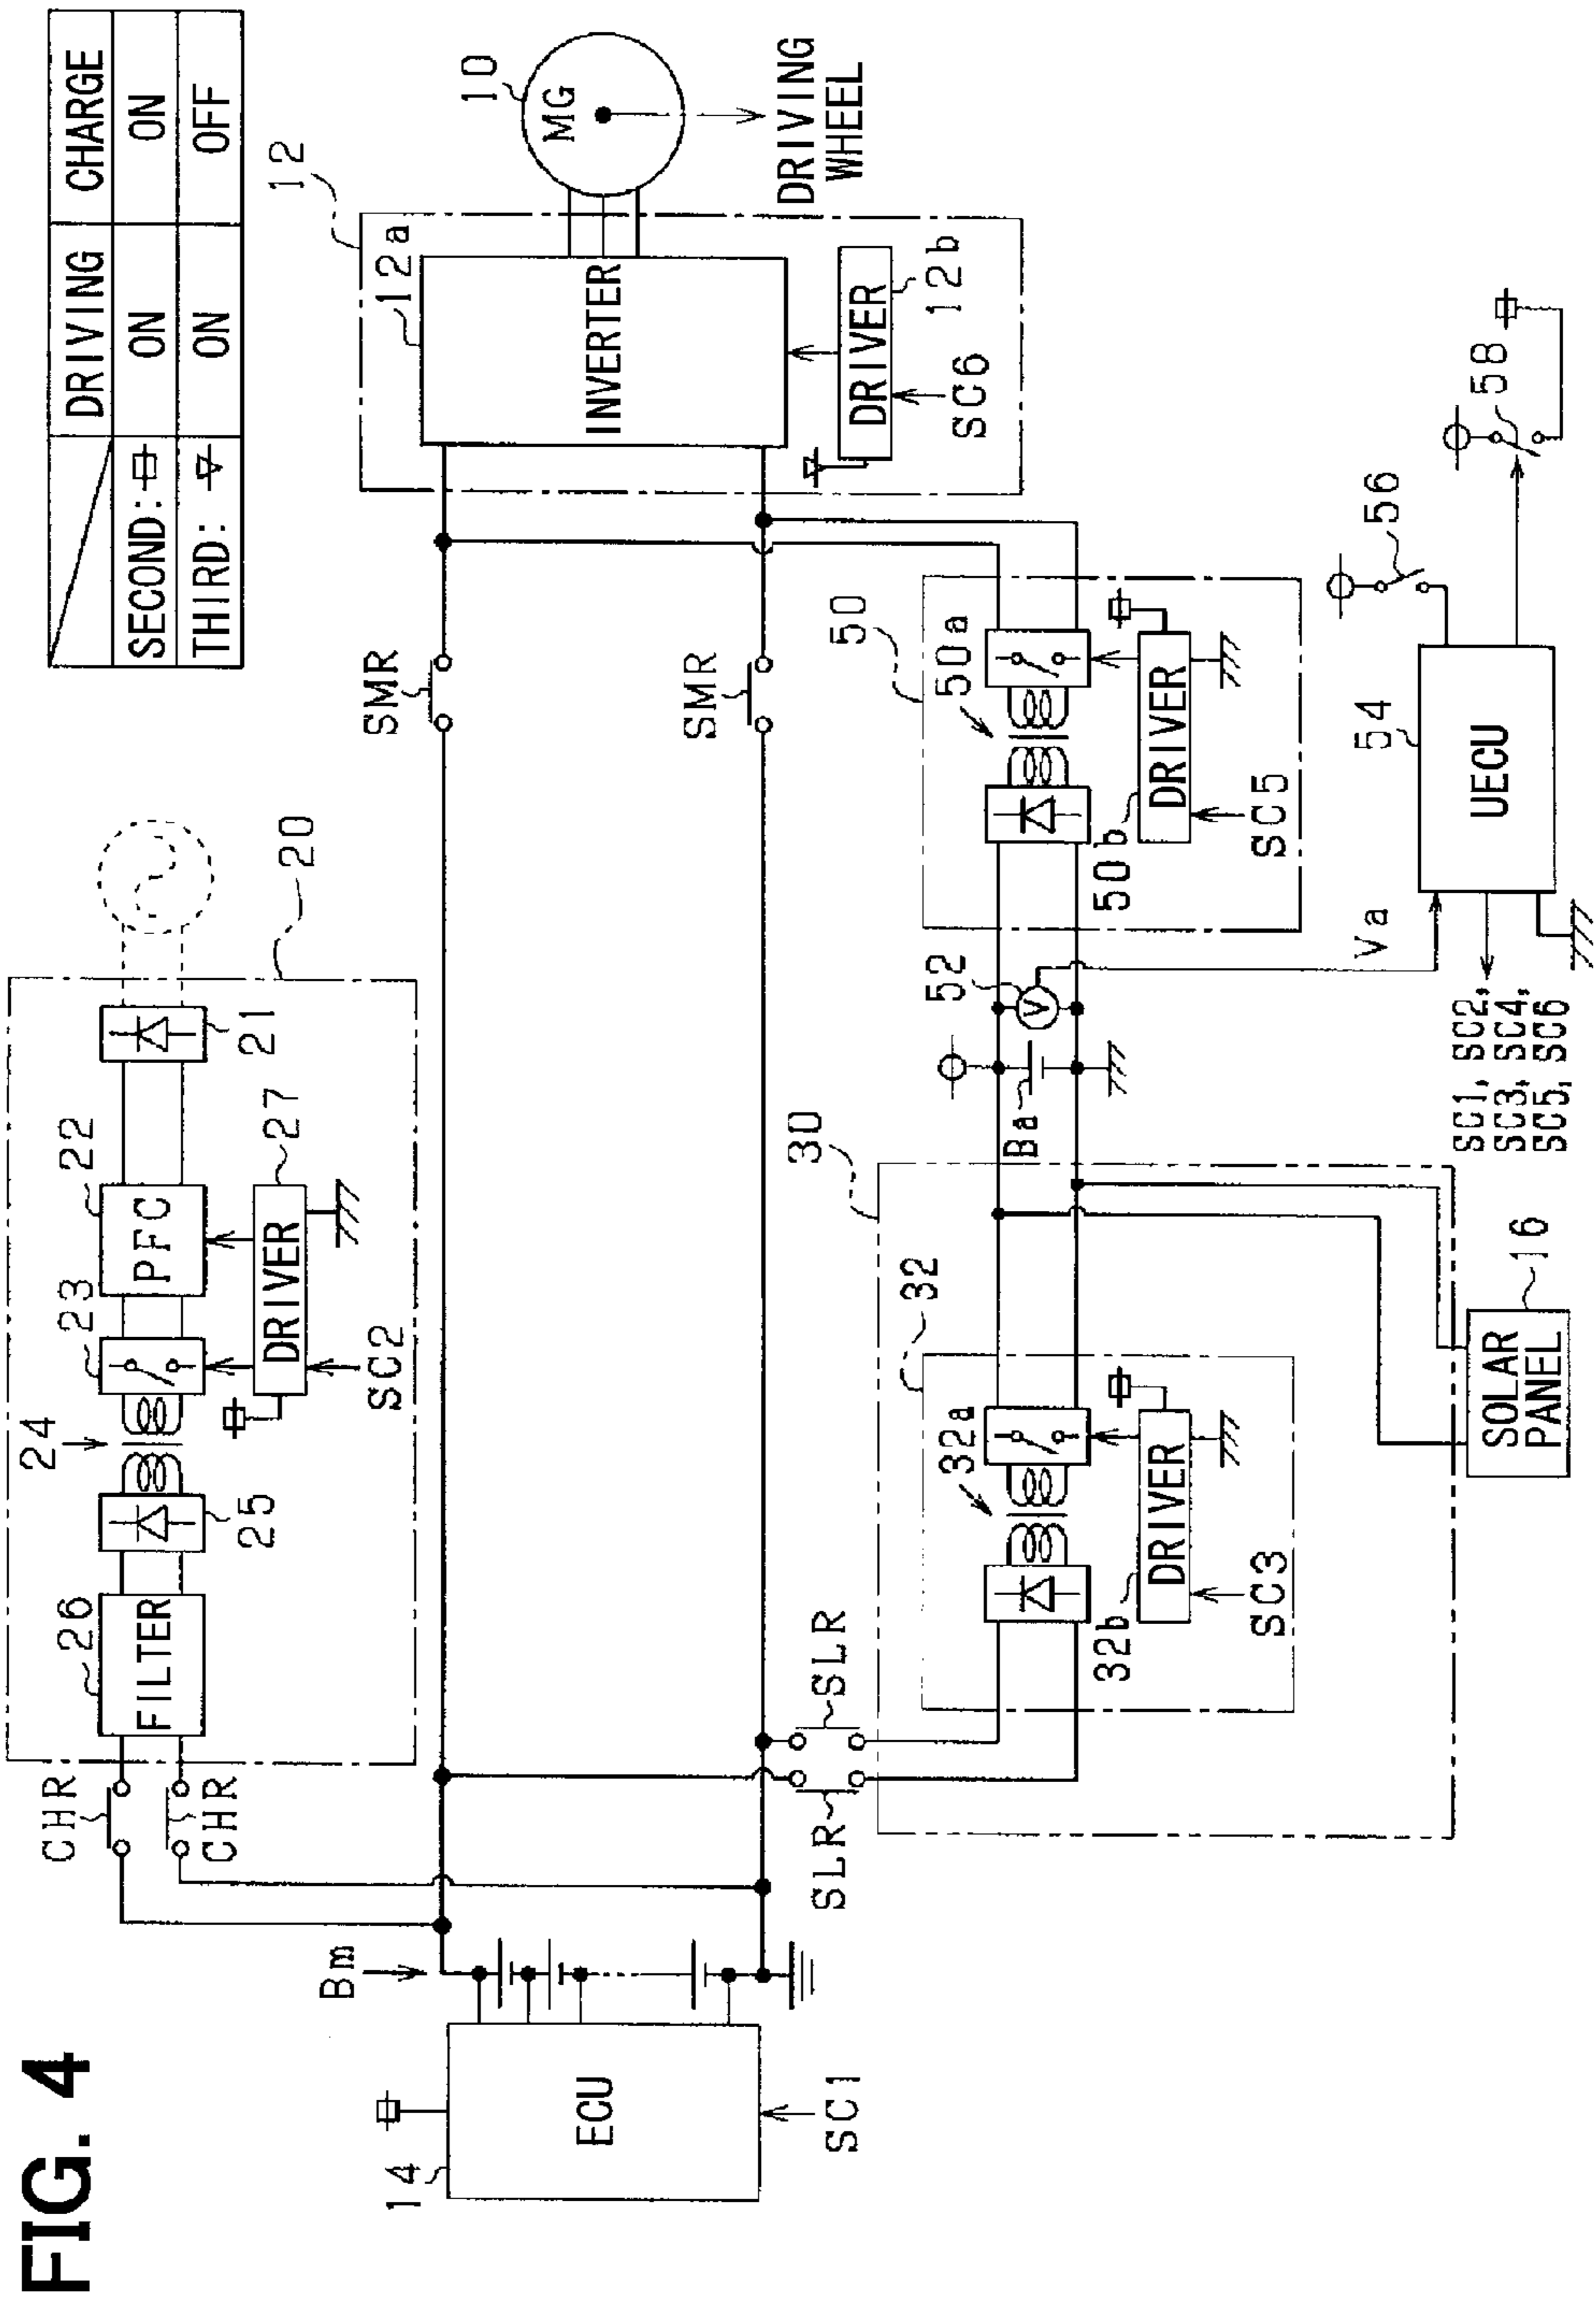 FIG. 4
DRIVING CHARGE
SECOND: ON ON
THIRD: ON OFF
20
26
25
24
23
22
21
27
FILTER
PFC
DRIVER
SC2
CHR
CHR
SMR
SMR
12
12a
INVERTER
DRIVER
12b
SC6
10
MG
DRIVING
WHEEL
Bm
14
ECU
SC1
SLR
SLR
30
32
32a
32b
DRIVER
SC3
Ba
52
V
50
50a
50b
DRIVER
SC5
SOLAR
PANEL
16
Va
54
UECU
56
58
SC1, SC2,
SC3, SC4,
SC5, SC6